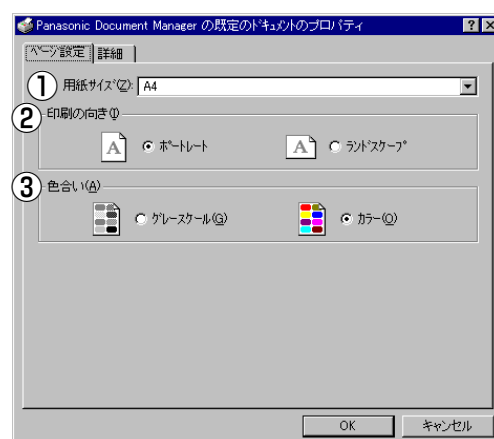 Panasonic Document Manager の既定のドキュメントのプロパティ
ページ設定 詳細
① 用紙サイズ(Z): A4
② 印刷の向き(I)
A ポートレート A ランドスケープ
③ 色合い(A)
グレースケール(G) カラー(O)
OK キャンセル